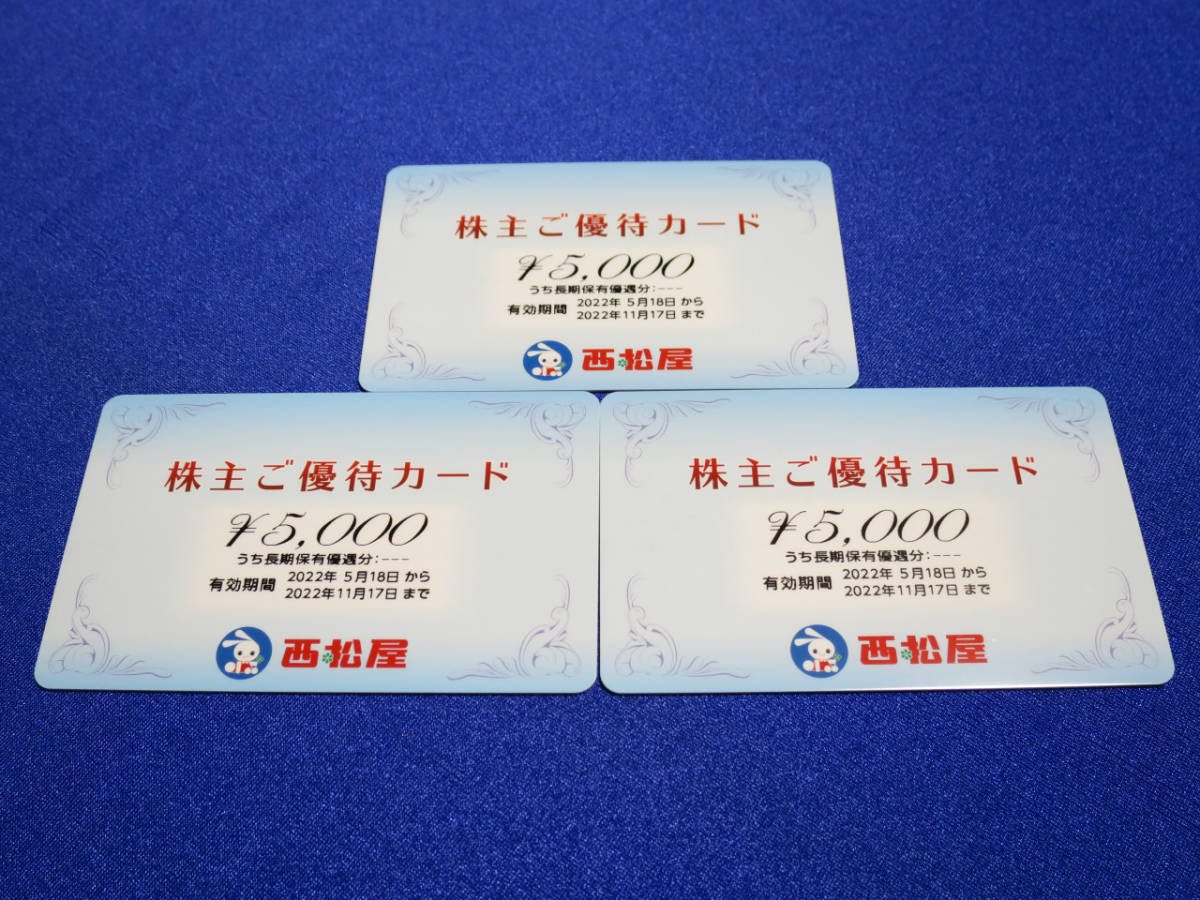 株主ご優待カード
¥5,000
うち長期保有優遇分:---
有効期間
2022年 5月18日 から
2022年11月17日 まで
西松屋
株主ご優待カード
¥5,000
うち長期保有優遇分:---
有効期間
2022年 5月18日 から
2022年11月17日 まで
西松屋
株主ご優待カード
¥5,000
うち長期保有優遇分:---
有効期間
2022年 5月18日 から
2022年11月17日 まで
西松屋